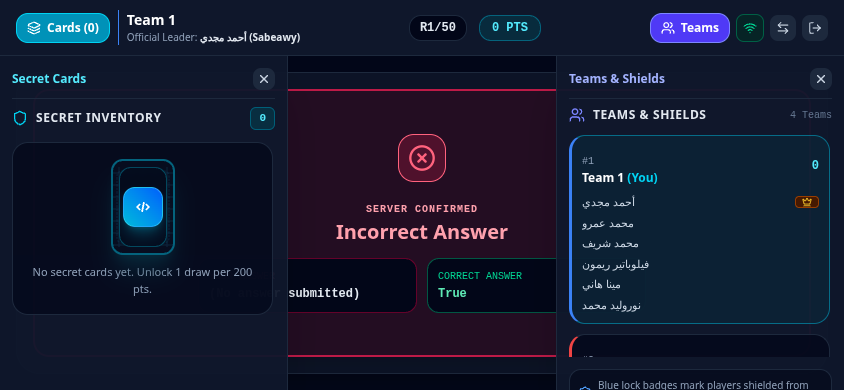 Cards (0)
Team 1
Official Leader: أحمد مجدي (Sabeawy)
R1/50
0 PTS
Teams
Secret Cards
SECRET INVENTORY
0
No secret cards yet. Unlock 1 draw per 200
pts.
SERVER CONFIRMED
Incorrect Answer
submitted)
CORRECT ANSWER
True
Teams & Shields
TEAMS & SHIELDS
4 Teams
#1
0
Team 1 (You)
أحمد مجدي
محمد عمرو
محمد شريف
فيلوباتير ريمون
مينا هاني
نوروليد محمد
Blue lock badges mark players shielded from